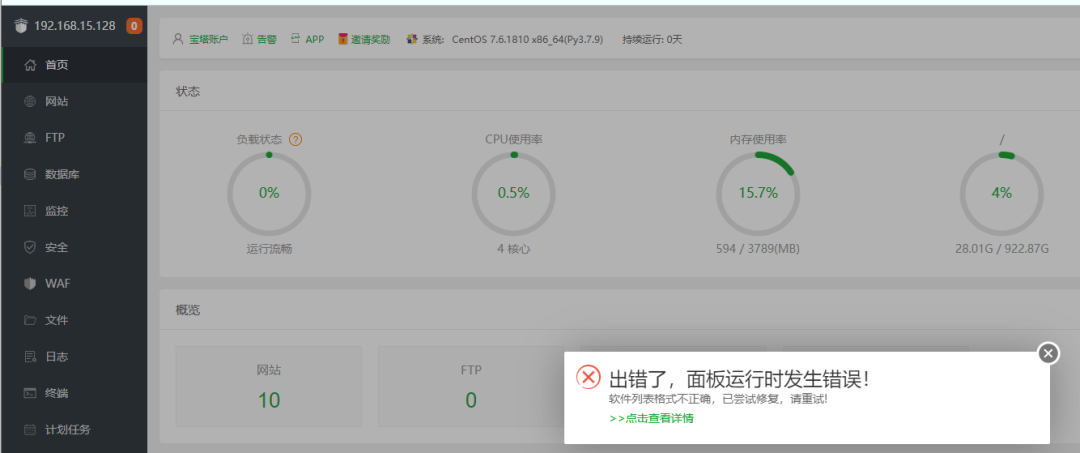 192.168.15.128 0
宝塔账户 告警 APP 邀请奖励 系统: CentOS 7.6.1810 x86_64(Py3.7.9) 持续运行: 0天
首页
网站
FTP
数据库
监控
安全
WAF
文件
日志
终端
计划任务
状态
负载状态 ?
0%
运行流畅
CPU使用率
0.5%
4 核心
内存使用率
15.7%
594 / 3789(MB)
/
4%
28.01G / 922.87G
概览
网站
10
FTP
0
出错了，面板运行时发生错误！
软件列表格式不正确，已尝试修复，请重试!
>>点击查看详情